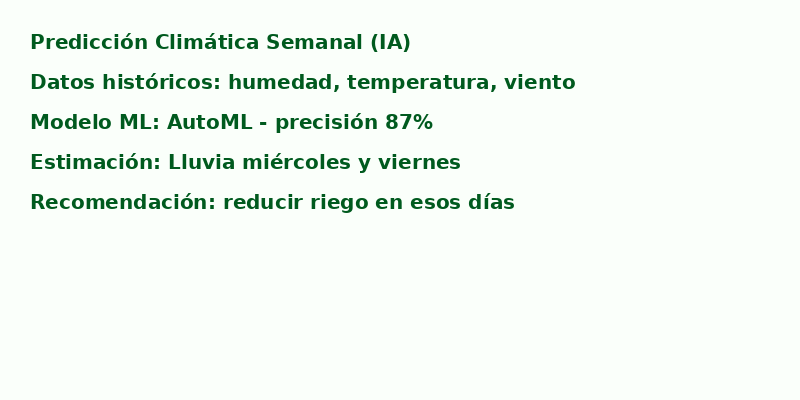 Predicción Climática Semanal (IA)
Datos históricos: humedad, temperatura, viento
Modelo ML: AutoML - precisión 87%
Estimación: Lluvia miércoles y viernes
Recomendación: reducir riego en esos días